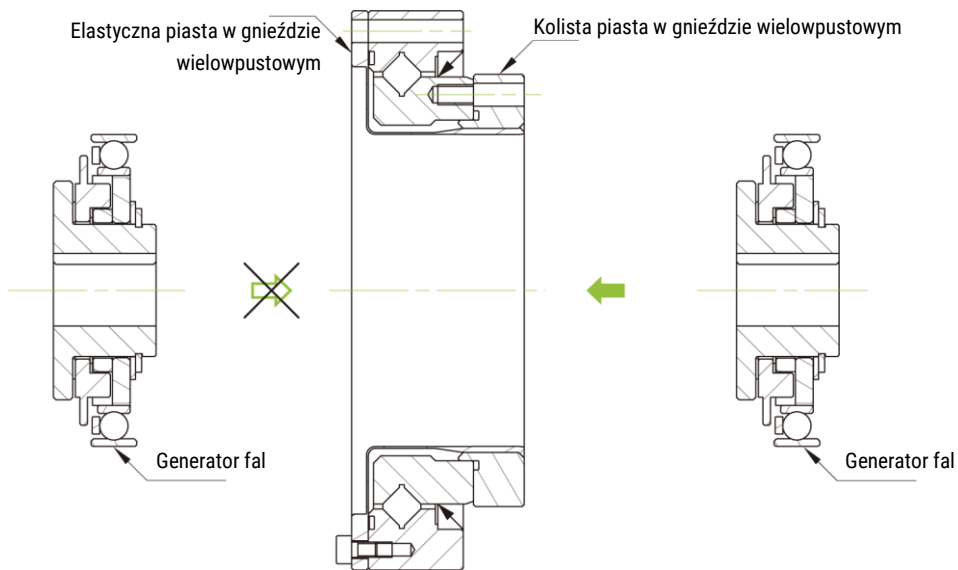 Elastyczna piasta w gnieździe
wielowpustowym
Kolista piasta w gnieździe wielowpustowym
Generator fal
Generator fal